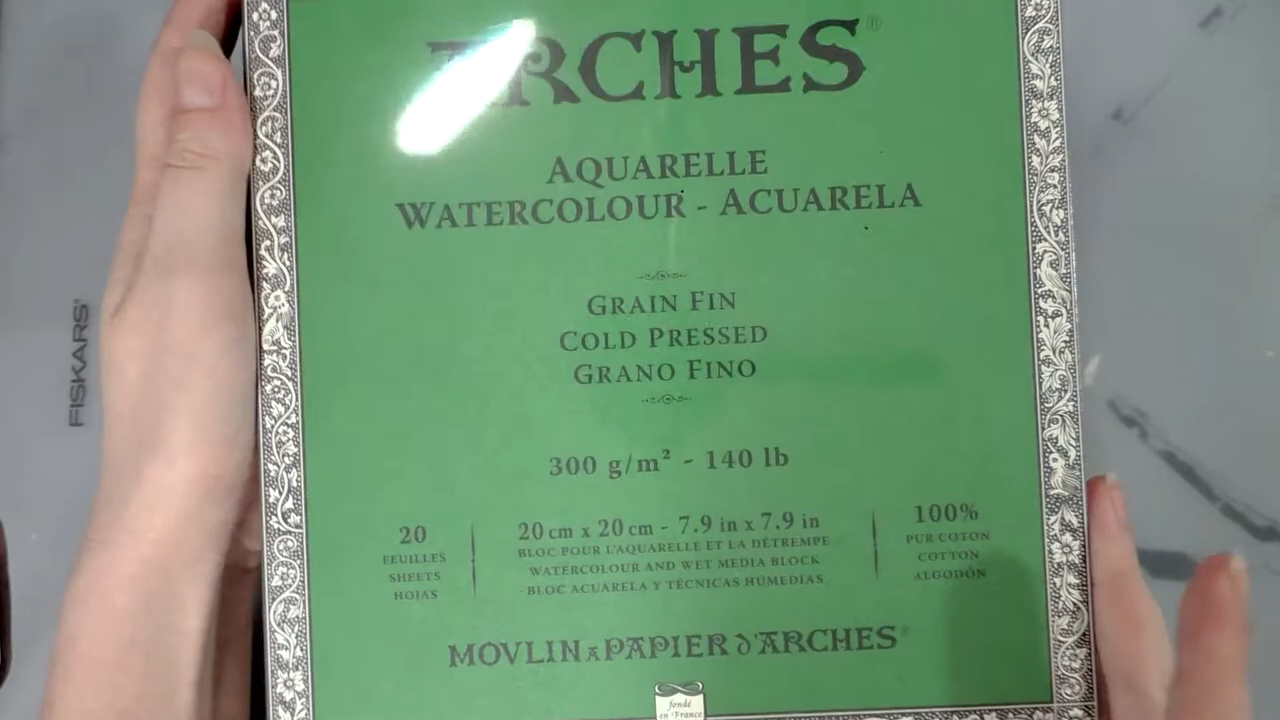 ARCHES®
AQUARELLE
WATERCOLOUR - ACUARELA
GRAIN FIN
COLD PRESSED
GRANO FINO
300 g/m² - 140 lb
20
FEUILLES
SHEETS
HOJAS
20 cm x 20 cm - 7.9 in x 7.9 in
BLOC POUR L'AQUARELLE ET LA DÉTREMPE
WATERCOLOUR AND WET MEDIA BLOCK
BLOC ACUARELA Y TÉCNICAS HÚMEDIAS
100%
PUR COTON
COTTON
ALGODÓN
MOVLIN A PAPIER d'ARCHES®
fondé
en France
FISKARS®